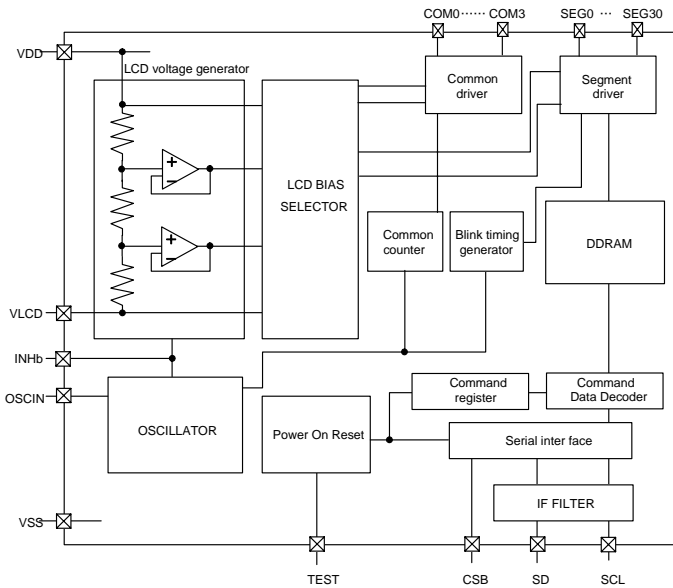 COM0 ······ COM3
SEG0 ··· SEG30
VDD
LCD voltage generator
Common
driver
Segment
driver
+
−
LCD BIAS
SELECTOR
+
−
Common
counter
Blink timing
generator
DDRAM
VLCD
INHb
OSCIN
OSCILLATOR
Power On Reset
Command
register
Command
Data Decoder
Serial inter face
IF FILTER
VSS
TEST
CSB
SD
SCL